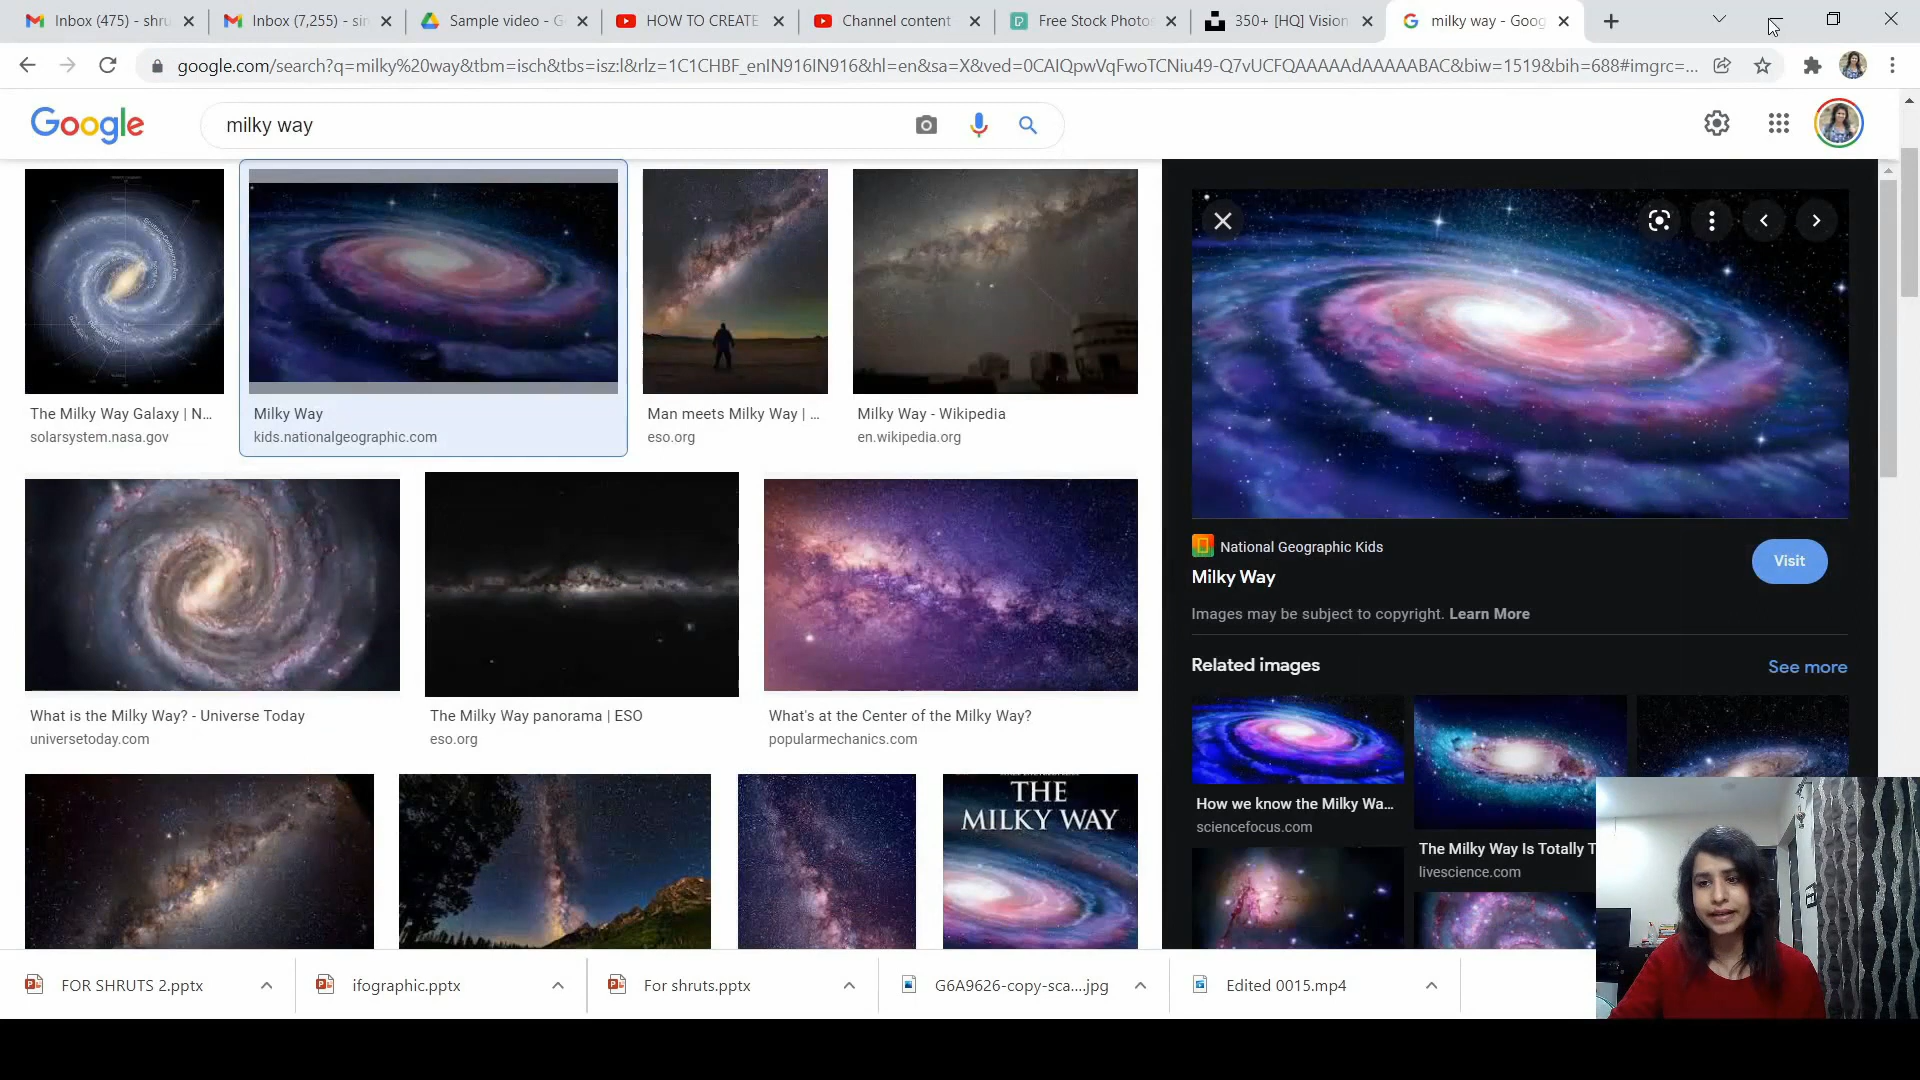 Inbox (475) - shru
Inbox (7,255) - sin
Sample video - G
HOW TO CREATE
Channel content
Free Stock Photos
350+ [HQ] Vision
milky way - Goog
google.com/search?q=milky%20way&tbm=isch&tbs=isz:l&rlz=1C1CHBF_enIN916IN916&hl=en&sa=X&ved=0CAIQpwVqFwoTCNiu49-Q7vUCFQAAAAAdAAAAABAC&biw=1519&bih=688#imgrc=...
Google
milky way
The Milky Way Galaxy | N...
solarsystem.nasa.gov
Milky Way
kids.nationalgeographic.com
Man meets Milky Way | ...
eso.org
Milky Way - Wikipedia
en.wikipedia.org
What is the Milky Way? - Universe Today
universetoday.com
The Milky Way panorama | ESO
eso.org
What's at the Center of the Milky Way?
popularmechanics.com
THE
MILKY WAY
National Geographic Kids
Milky Way
Visit
Images may be subject to copyright. Learn More
Related images
See more
How we know the Milky Wa...
sciencefocus.com
The Milky Way Is Totally T
livescience.com
FOR SHRUTS 2.pptx
ifographic.pptx
For shruts.pptx
G6A9626-copy-sca....jpg
Edited 0015.mp4